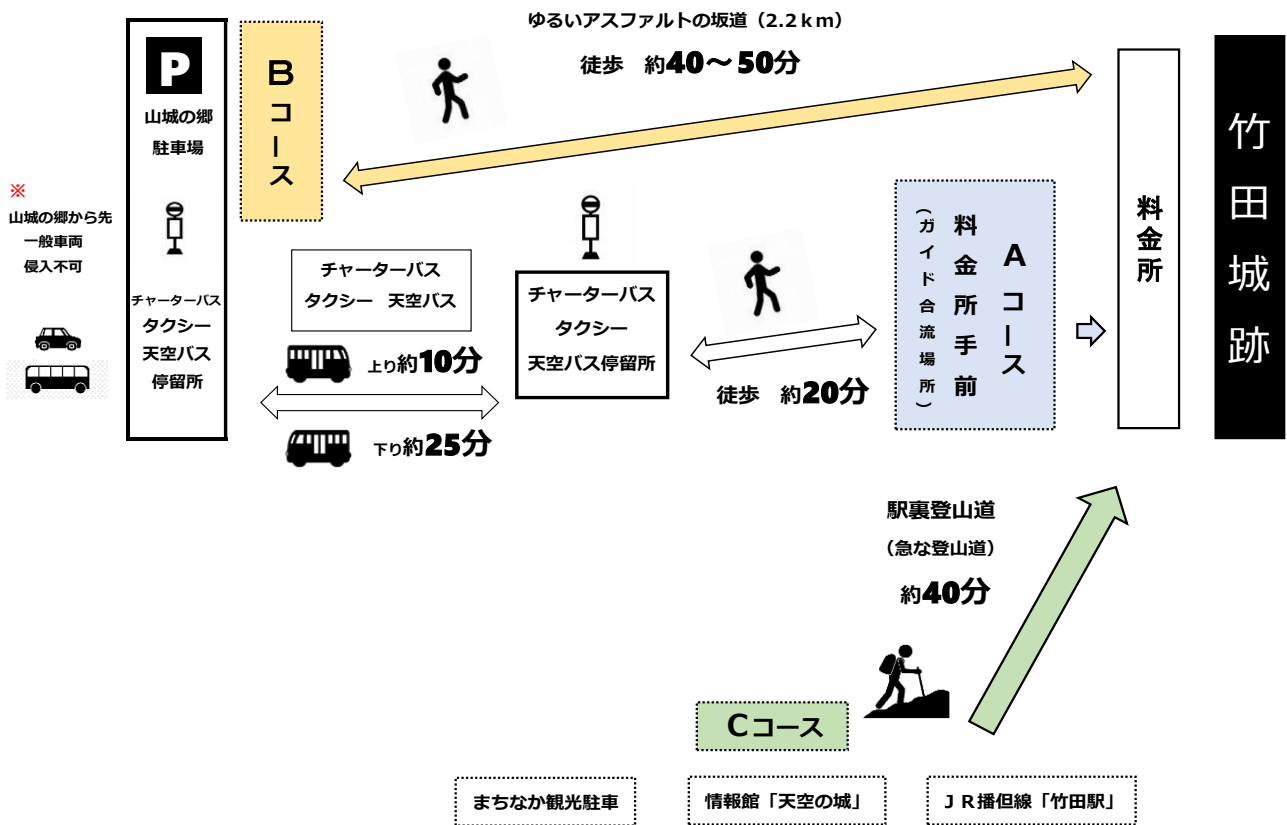 ゆるいアスファルトの坂道（2.2ｋｍ）
徒歩　約40～50分
P
山城の郷
駐車場
Bコース
※
山城の郷から先
一般車両
侵入不可
チャーターバス
タクシー
天空バス
停留所
チャーターバス
タクシー　天空バス
上り約10分
下り約25分
チャーターバス
タクシー
天空バス停留所
徒歩　約20分
Aコース
料金所手前
(ガイド合流場所)
料金所
竹田城跡
駅裏登山道
（急な登山道）
約40分
Cコース
まちなか観光駐車
情報館「天空の城」
ＪＲ播但線「竹田駅」